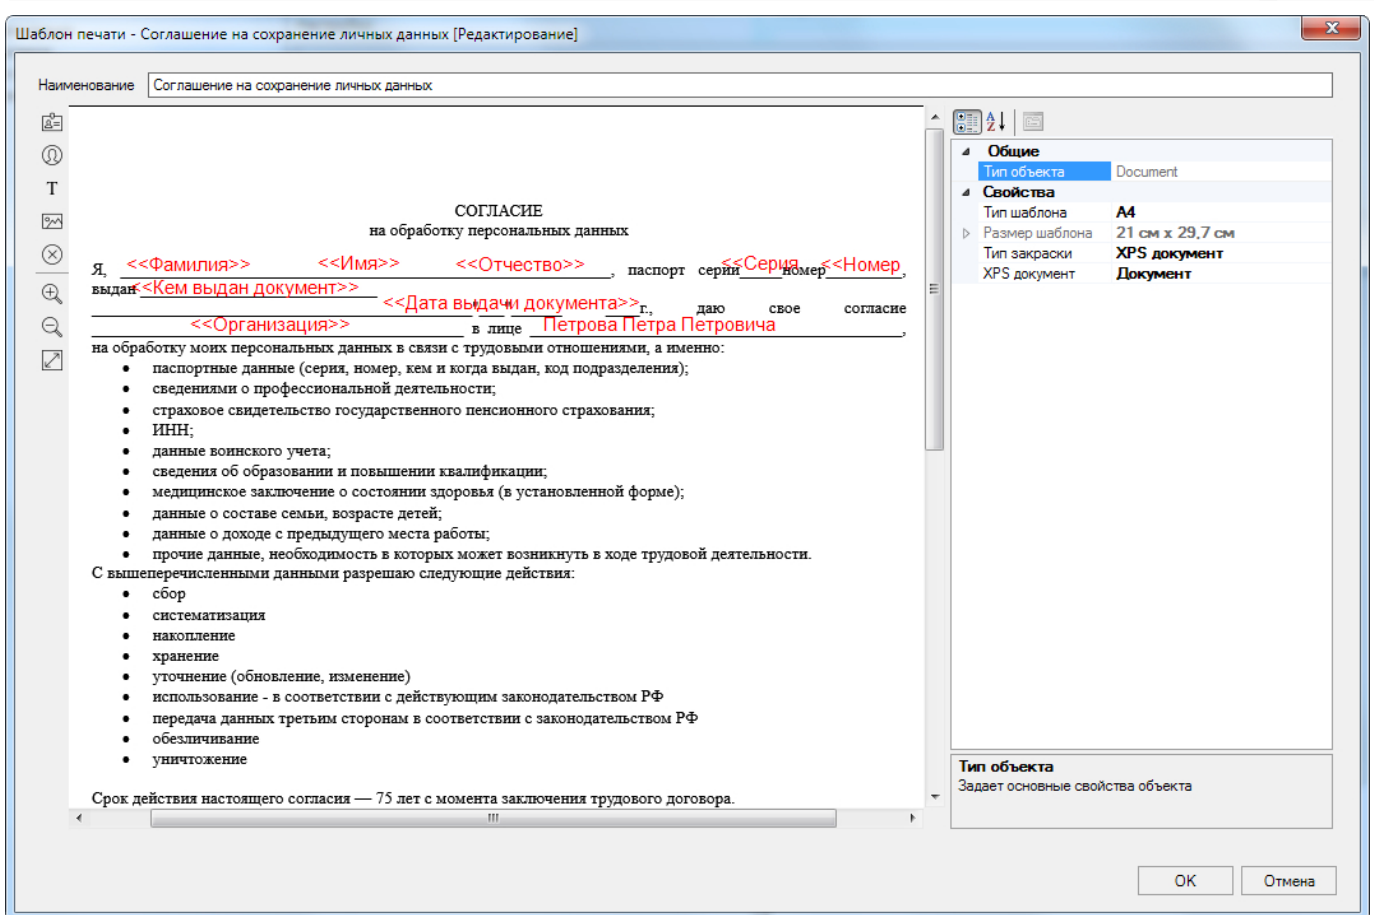 Шаблон печати - Соглашение на сохранение личных данных [Редактирование]
Наименование Соглашение на сохранение личных данных
T
СОГЛАСИЕ
на обработку персональных данных
Я, <<Фамилия>> <<Имя>> <<Отчество>>, паспорт серии <<Серия номер <<Номер,
выдан <<Кем выдан документ>>
<<Дата выдачи документа>> г., даю свое согласие
<<Организация>> в лице Петрова Петра Петровича,
на обработку моих персональных данных в связи с трудовыми отношениями, а именно:
• паспортные данные (серия, номер, кем и когда выдан, код подразделения);
• сведениями о профессиональной деятельности;
• страховое свидетельство государственного пенсионного страхования;
• ИНН;
• данные воинского учета;
• сведения об образовании и повышении квалификации;
• медицинское заключение о состоянии здоровья (в установленной форме);
• данные о составе семьи, возрасте детей;
• данные о доходе с предыдущего места работы;
• прочие данные, необходимость в которых может возникнуть в ходе трудовой деятельности.
С вышеперечисленными данными разрешаю следующие действия:
• сбор
• систематизация
• накопление
• хранение
• уточнение (обновление, изменение)
• использование - в соответствии с действующим законодательством РФ
• передача данных третьим сторонам в соответствии с законодательством РФ
• обезличивание
• уничтожение
Срок действия настоящего согласия — 75 лет с момента заключения трудового договора.
A
Z
Общие
Тип объекта Document
Свойства
Тип шаблона A4
Размер шаблона 21 см x 29,7 см
Тип закраски XPS документ
XPS документ Документ
Тип объекта
Задает основные свойства объекта
OK Отмена